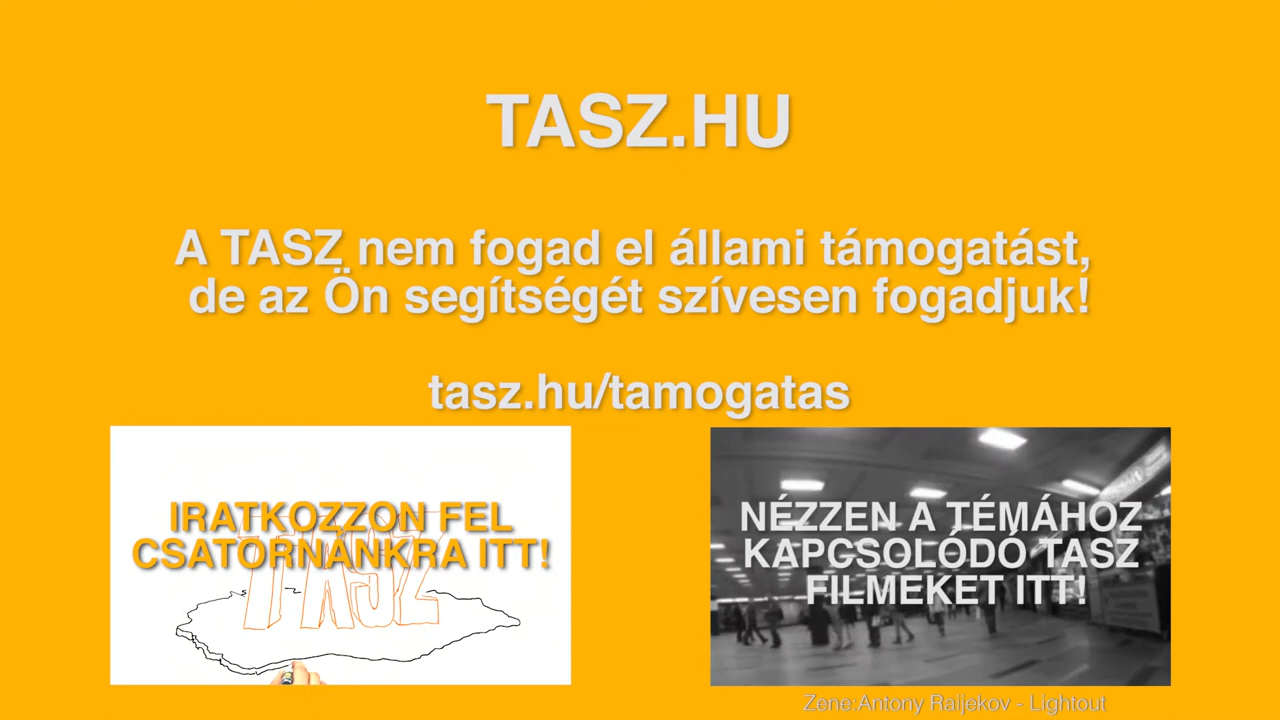 TASZ.HU
A TASZ nem fogad el állami támogatást,
de az Ön segítségét szívesen fogadjuk!
tasz.hu/tamogatas
IRATKOZZON FEL
CSATORNÁNKRA ITT!
TASZ
NÉZZEN A TÉMÁHOZ
KAPCSOLÓDÓ TASZ
FILMEKET ITT!
Zene:Antony Raijekov - Lightout